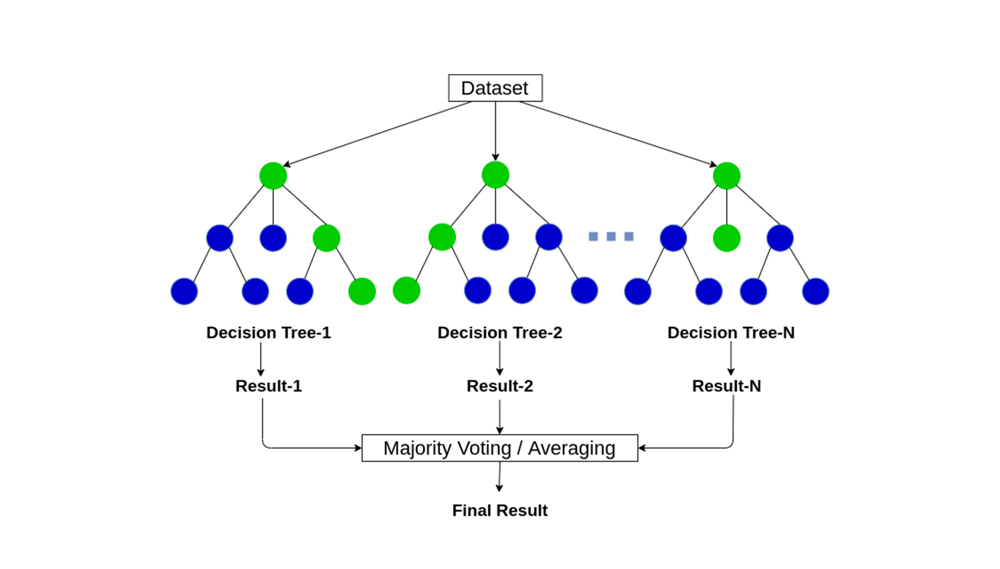 Dataset
Decision Tree-1
Decision Tree-2
Decision Tree-N
Result-1
Result-2
Result-N
Majority Voting / Averaging
Final Result